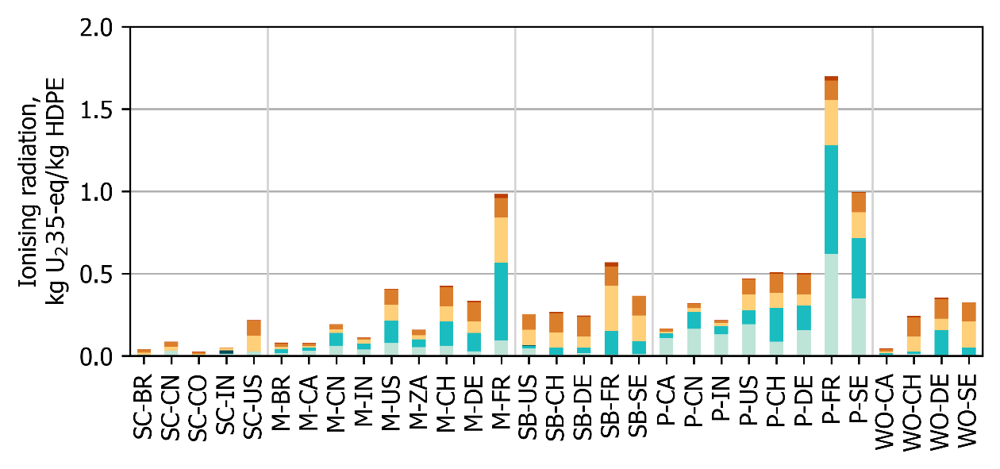 Ionising radiation,
kg U₂35-eq/kg HDPE
2.0
1.5
1.0
0.5
0.0
SC-BR
SC-CN
SC-CO
SC-IN
SC-US
M-BR
M-CA
M-CN
M-IN
M-US
M-ZA
M-CH
M-DE
M-FR
SB-US
SB-CH
SB-DE
SB-FR
SB-SE
P-CA
P-CN
P-IN
P-US
P-CH
P-DE
P-FR
P-SE
WO-CA
WO-CH
WO-DE
WO-SE